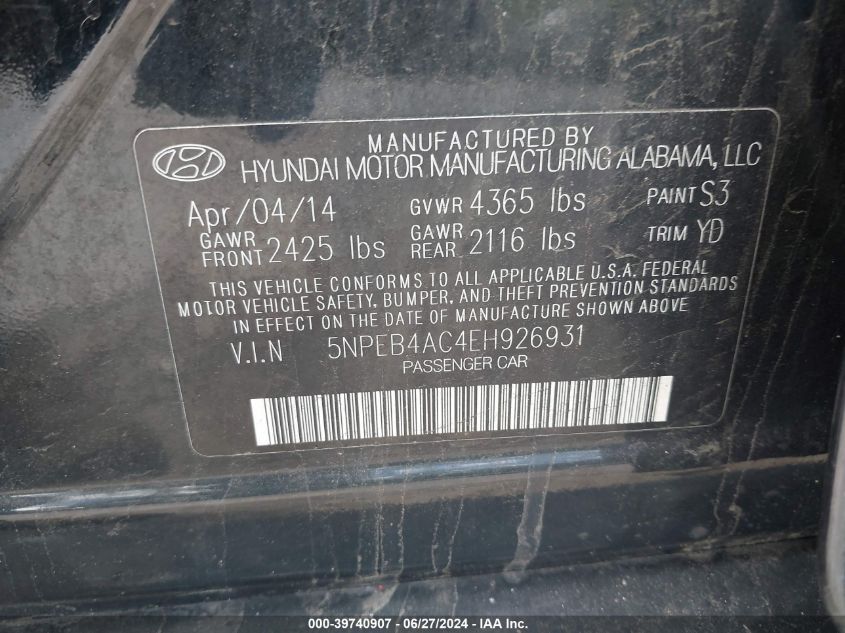 MANUFACTURED BY
HYUNDAI MOTOR MANUFACTURING ALABAMA, LLC
Apr/04/14 GVWR 4365 lbs PAINT S3
GAWR FRONT 2425 lbs GAWR REAR 2116 lbs TRIM YD
THIS VEHICLE CONFORMS TO ALL APPLICABLE U.S.A. FEDERAL
MOTOR VEHICLE SAFETY, BUMPER, AND THEFT PREVENTION STANDARDS
IN EFFECT ON THE DATE OF MANUFACTURE SHOWN ABOVE
V.I.N 5NPEB4AC4EH926931
PASSENGER CAR
000-39740907 - 06/27/2024 - IAAI.COM